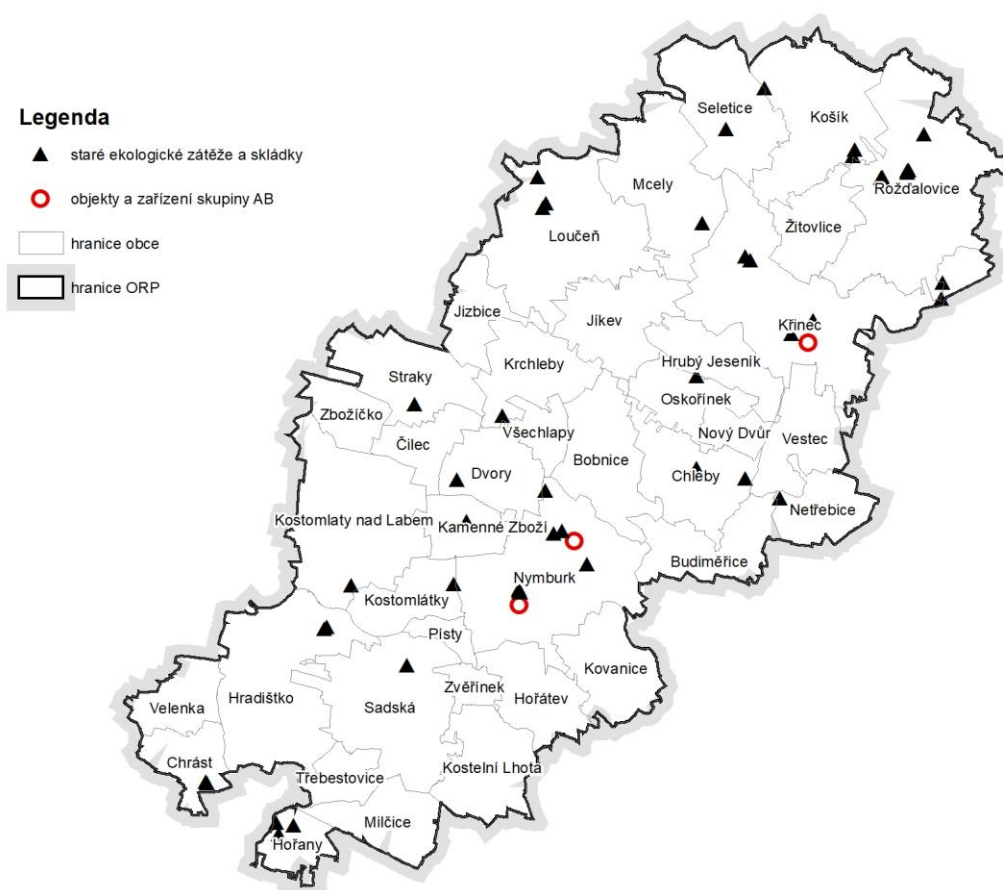 Legenda
staré ekologické zátěže a skládky
objekty a zařízení skupiny AB
hranice obce
hranice ORP
Seletice
Košík
Mcely
Rožďalovice
Loučeň
Žitovlice
Jizbice
Jíkev
Křinec
Krchleby
Hrubý Jeseník
Straky
Oskořínek
Zbožíčko
Všechlapy
Nový Dvůr
Vestec
Čilec
Bobnice
Dvory
Chleby
Netřebice
Kostomlaty nad Labem
Kamenné Zboží
Budiměřice
Nymburk
Kostomlátky
Pisty
Kovanice
Zvěřínek
Hořátev
Hradištko
Velenka
Sadská
Chrást
Kostelní Lhota
Třebestovice
Milčice
Hořany